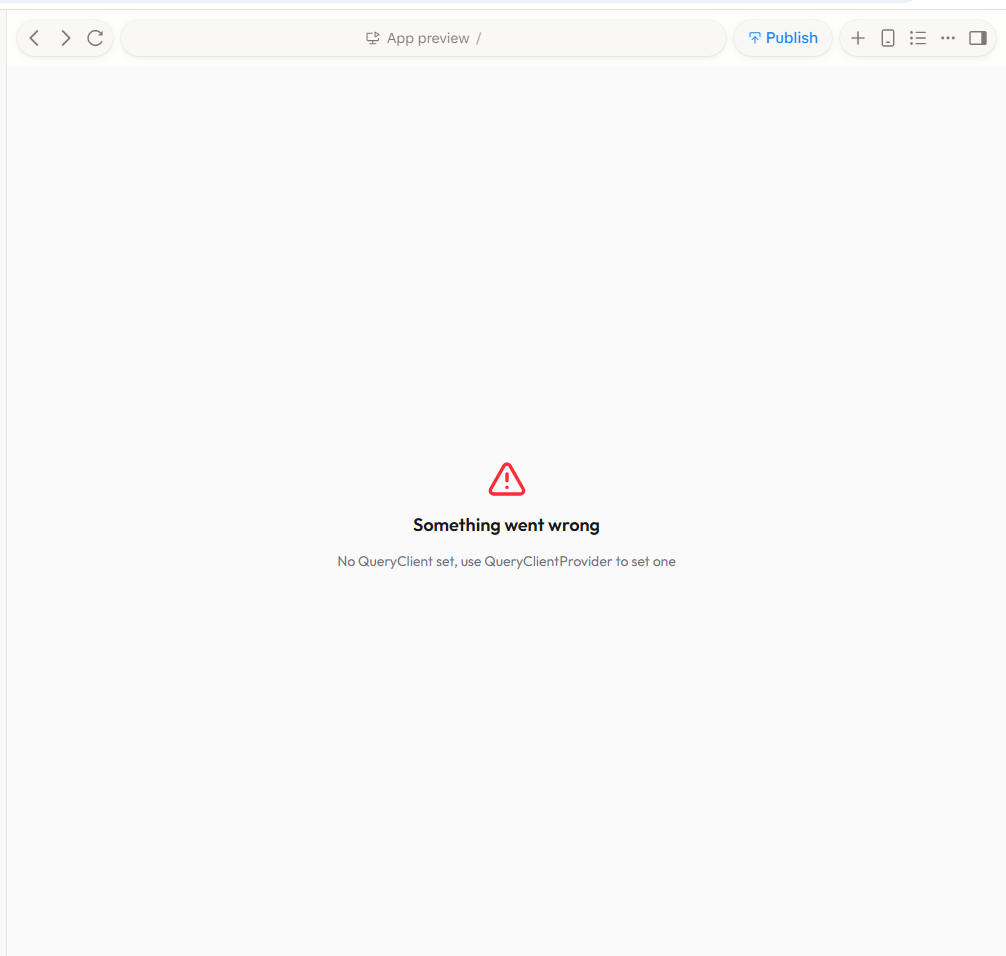 App preview /
Publish
Something went wrong
No QueryClient set, use QueryClientProvider to set one